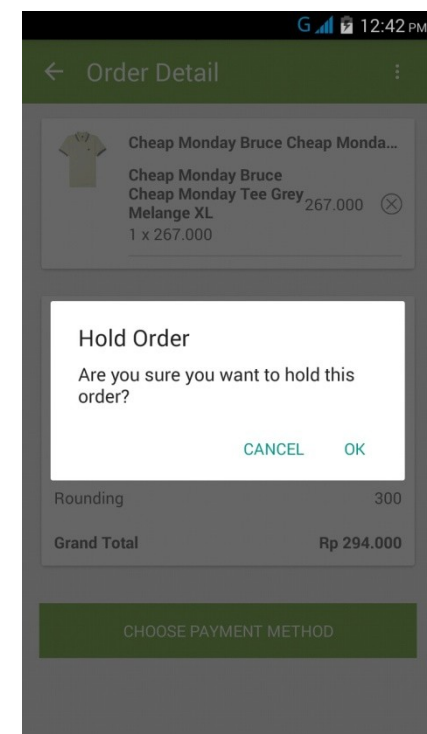 G 12:42 PM
Order Detail
Cheap Monday Bruce Cheap Monda...
Cheap Monday Bruce
Cheap Monday Tee Grey
Melange XL
267.000
1 x 267.000
Hold Order
Are you sure you want to hold this
order?
CANCEL OK
Rounding 300
Grand Total Rp 294.000
CHOOSE PAYMENT METHOD